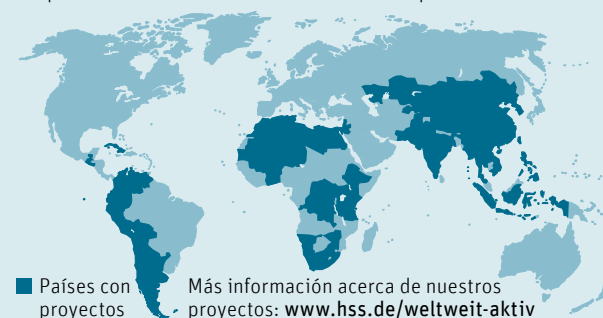 Países con
proyectos
Más información acerca de nuestros
proyectos: www.hss.de/weltweit-aktiv